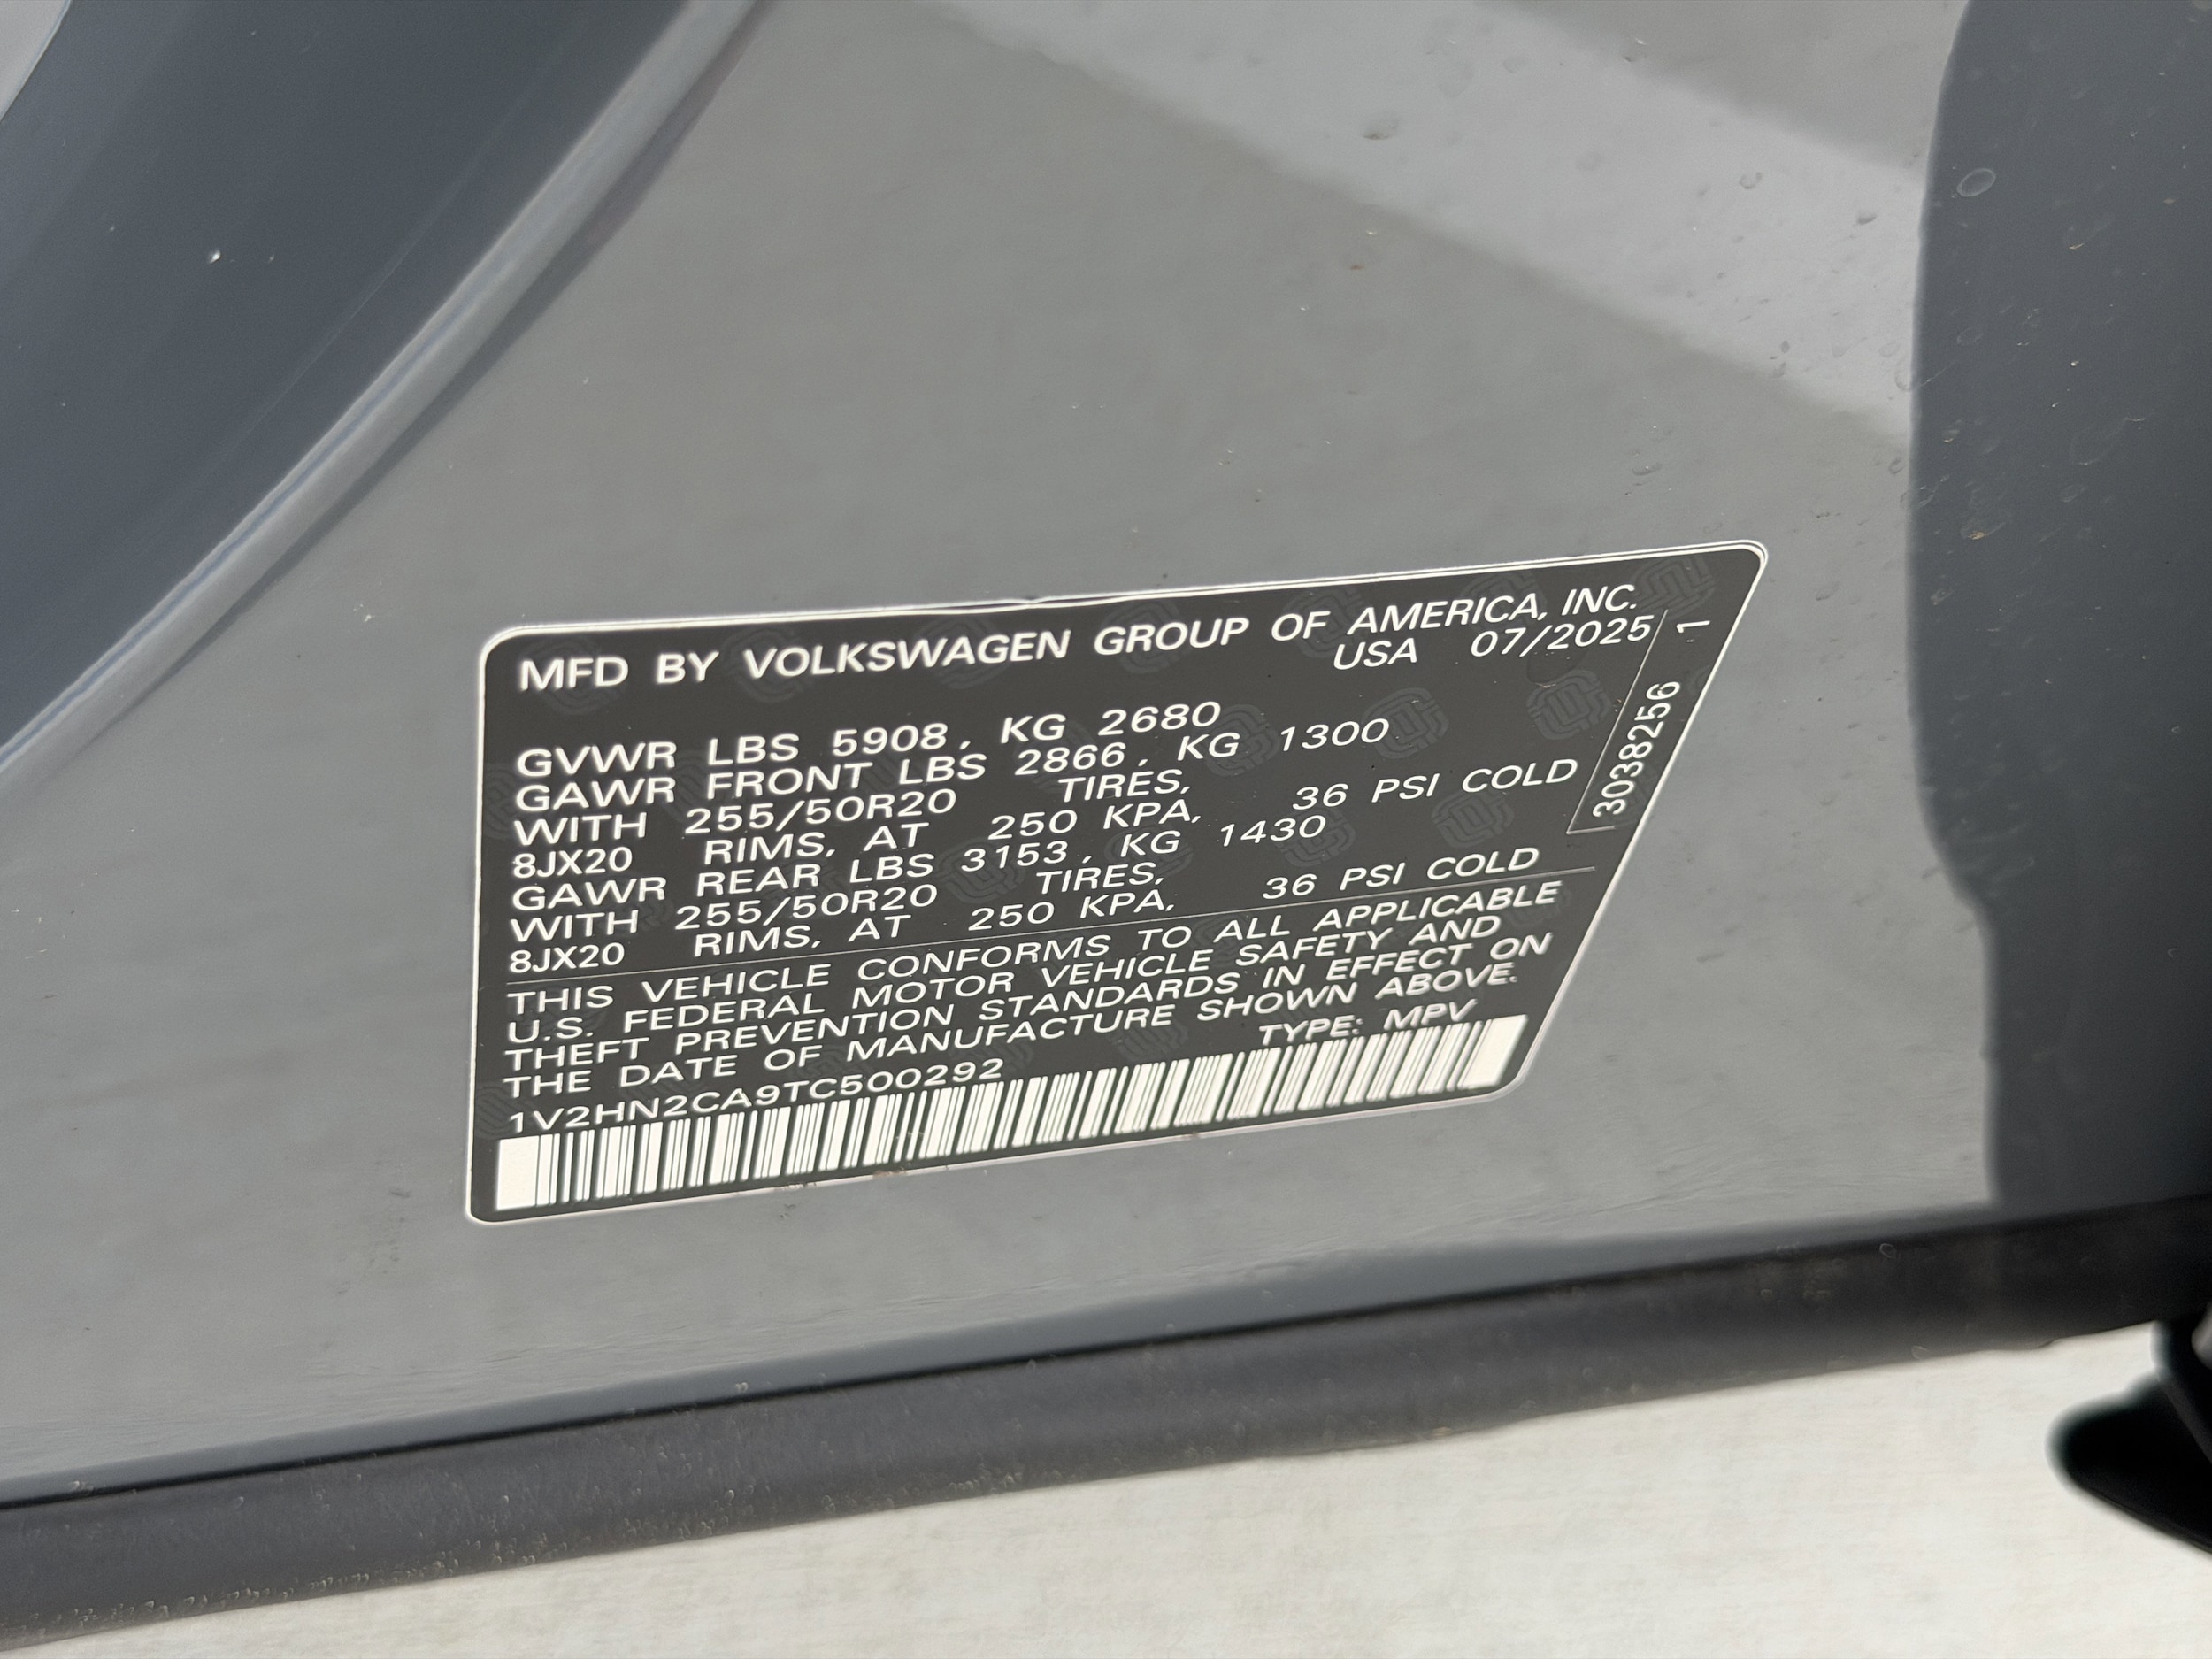 MFD BY VOLKSWAGEN GROUP OF AMERICA, INC.
USA 07/2025
GVWR LBS 5908, KG 2680
GAWR FRONT LBS 2866, KG 1300
WITH 255/50R20 TIRES,
8JX20 RIMS, AT 250 KPA, 36 PSI COLD
GAWR REAR LBS 3153, KG 1430
WITH 255/50R20 TIRES,
8JX20 RIMS, AT 250 KPA, 36 PSI COLD
THIS VEHICLE CONFORMS TO ALL APPLICABLE
U.S. FEDERAL MOTOR VEHICLE SAFETY AND
THEFT PREVENTION STANDARDS IN EFFECT ON
THE DATE OF MANUFACTURE SHOWN ABOVE.
TYPE: MPV
1V2HN2CA9TC500292
3038256 1